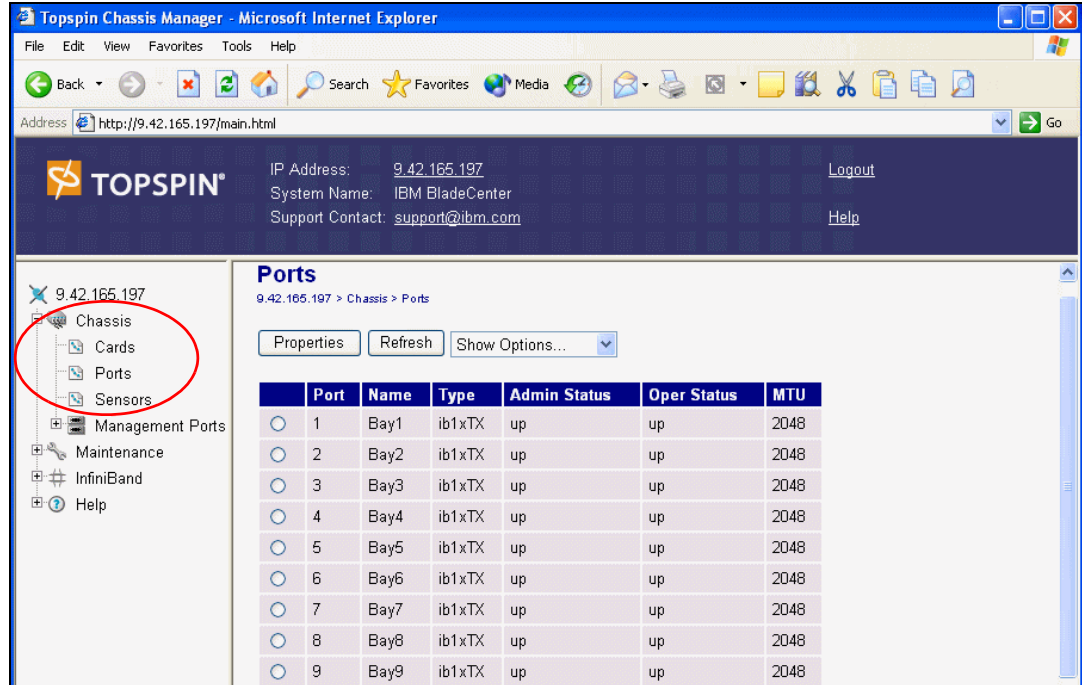 Topspin Chassis Manager - Microsoft Internet Explorer
File Edit View Favorites Tools Help
Back Search Favorites Media
Address http://9.42.165.197/main.html Go
TOPSPIN®
IP Address: 9.42.165.197
System Name: IBM BladeCenter
Support Contact: support@ibm.com
Logout
Help
9.42.165.197
Chassis
Cards
Ports
Sensors
Management Ports
Maintenance
InfiniBand
Help
Ports
9.42.165.197 > Chassis > Ports
Properties Refresh Show Options...
Port Name Type Admin Status Oper Status MTU
1 Bay1 ib1xTX up up 2048
2 Bay2 ib1xTX up up 2048
3 Bay3 ib1xTX up up 2048
4 Bay4 ib1xTX up up 2048
5 Bay5 ib1xTX up up 2048
6 Bay6 ib1xTX up up 2048
7 Bay7 ib1xTX up up 2048
8 Bay8 ib1xTX up up 2048
9 Bay9 ib1xTX up up 2048